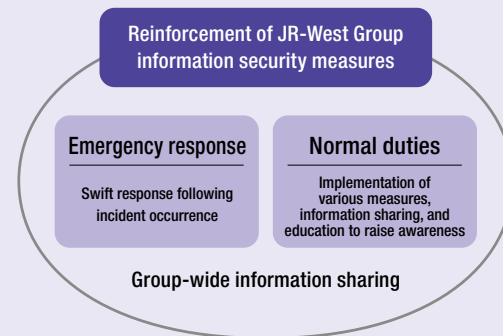 Reinforcement of JR-West Group
information security measures
Emergency response
Swift response following
incident occurrence
Normal duties
Implementation of
various measures,
information sharing, and
education to raise awareness
Group-wide information sharing